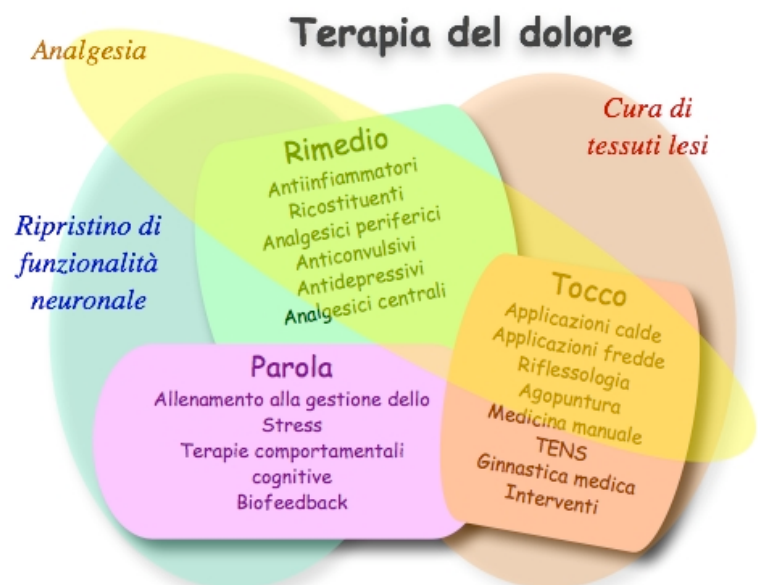 Terapia del dolore
Analgesia
Cura di
tessuti lesi
Ripristino di
funzionalità
neuronale
Rimedio
Antiinfiammatori
Ricostituenti
Analgesici periferici
Anticonvulsivi
Antidepressivi
Analgesici centrali
Tocco
Applicazioni calde
Applicazioni fredde
Riflessologia
Agopuntura
Medicina manuale
TENS
Ginnastica medica
Interventi
Parola
Allenamento alla gestione dello
Stress
Terapie comportamentali
cognitive
Biofeedback